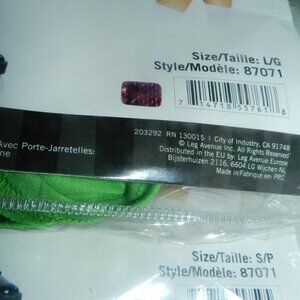 Size/Taille: L/G
Style/Modèle: 87071
7 14718 55761 8
203292 RN 130015 | City of Industry, CA 91748
© Leg Avenue Inc. All Rights Reserved
Distributed in the EU by: Leg Avenue Europe
Bijsterhuizen 2116, 6604 LG Wichen NL
Made in/Fabrique en: PRC
Avec Porte-Jarretelles:
Size/Taille: S/P
Style/Modèle: 87071